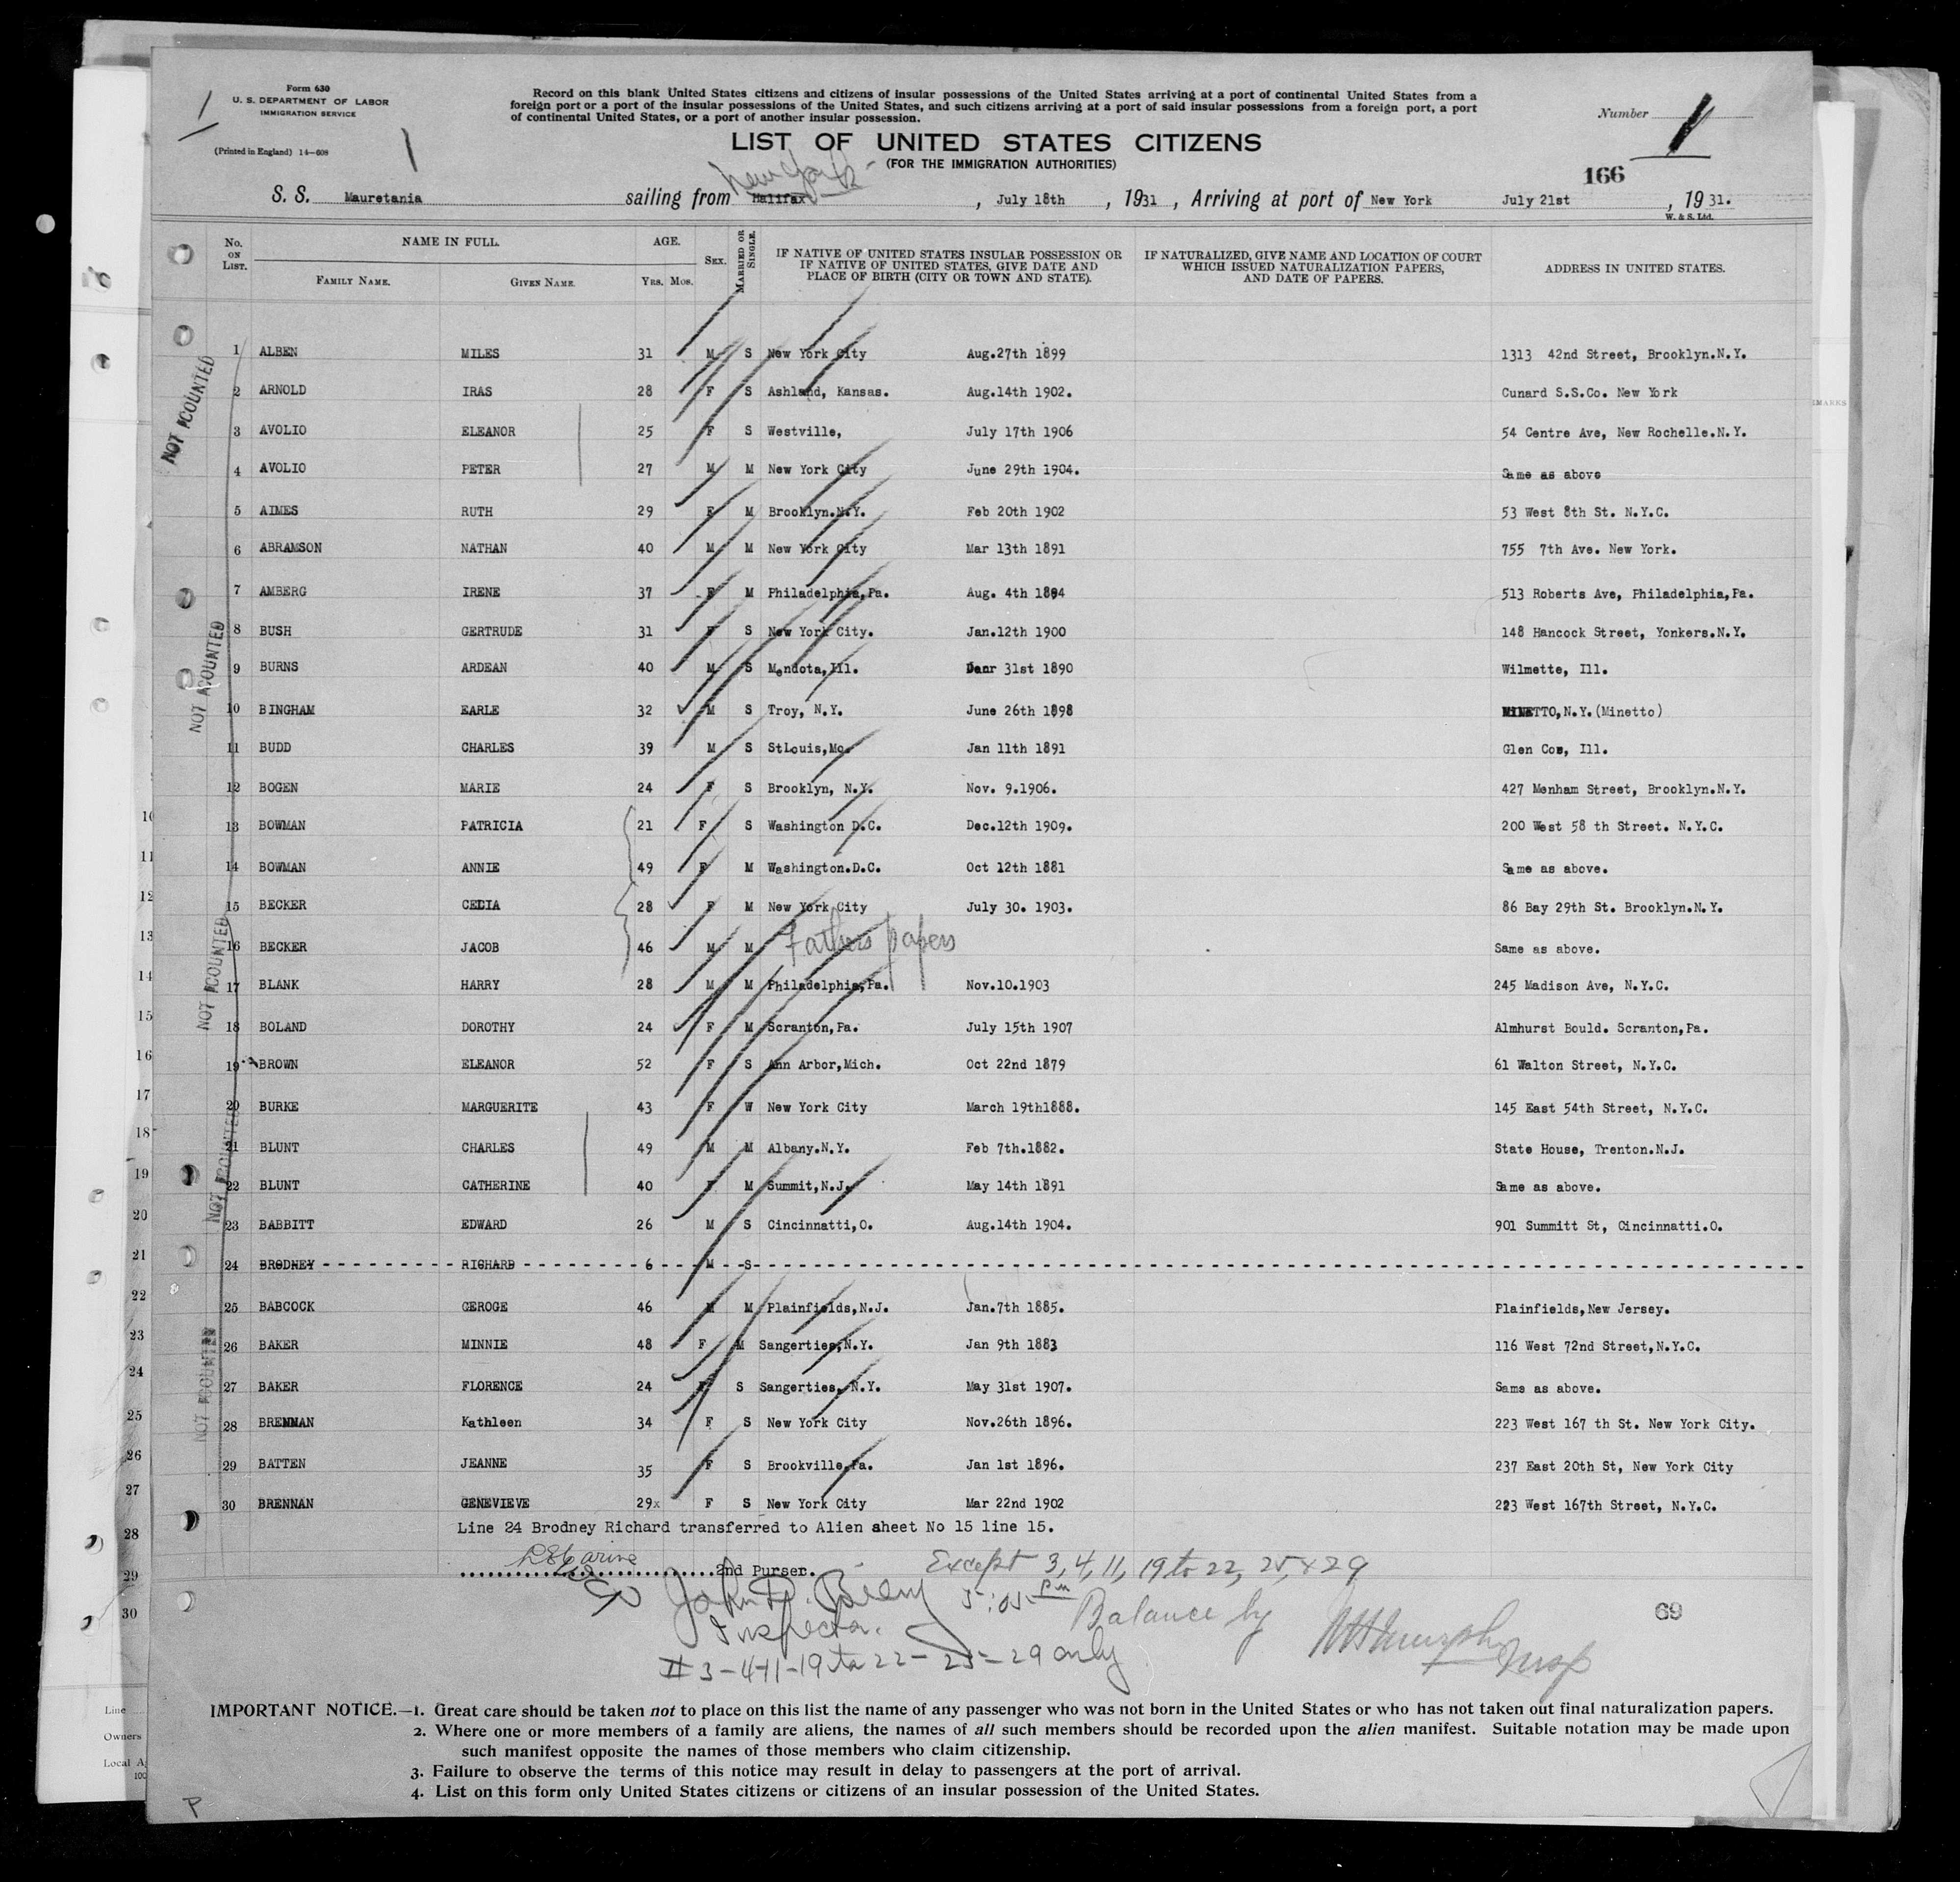 Form 630
U. S. DEPARTMENT OF LABOR
IMMIGRATION SERVICE
(Printed in England) 14—608
Record on this blank United States citizens and citizens of insular possessions of the United States arriving at a port of continental United States from a
foreign port or a port of the insular possessions of the United States, and such citizens arriving at a port of said insular possessions from a foreign port, a port
of continental United States, or a port of another insular possession.
Number 1
LIST OF UNITED STATES CITIZENS
(FOR THE IMMIGRATION AUTHORITIES)
166
New York
S. S. Mauretania sailing from Halifax, July 18th, 1931, Arriving at port of New York July 21st, 1931.
W. & S. Ltd.
No. ON LIST. NAME IN FULL. FAMILY NAME. GIVEN NAME. AGE. YRS. MOS. SEX. MARRIED OR SINGLE. IF NATIVE OF UNITED STATES INSULAR POSSESSION OR IF NATIVE OF UNITED STATES, GIVE DATE AND PLACE OF BIRTH (CITY OR TOWN AND STATE). IF NATURALIZED, GIVE NAME AND LOCATION OF COURT WHICH ISSUED NATURALIZATION PAPERS, AND DATE OF PAPERS. ADDRESS IN UNITED STATES.
1 ALBEN MILES 31 M S New York City Aug.27th 1899 1313 42nd Street, Brooklyn.N.Y.
2 ARNOLD IRAS 28 F S Ashland, Kansas. Aug.14th 1902. Cunard S.S.Co. New York
3 AVOLIO ELEANOR 25 F S Westville, July 17th 1906 54 Centre Ave, New Rochelle.N.Y.
4 AVOLIO PETER 27 M M New York City June 29th 1904. Same as above
5 AIMES RUTH 29 F M Brooklyn.N.Y. Feb 20th 1902 53 West 8th St. N.Y.C.
6 ABRAMSON NATHAN 40 M M New York City Mar 13th 1891 755 7th Ave. New York.
7 AMBERG IRENE 37 F M Philadelphia,Pa. Aug. 4th 1894 513 Roberts Ave, Philadelphia,Pa.
8 BUSH GERTRUDE 31 F S New York City. Jan.12th 1900 148 Hancock Street, Yonkers.N.Y.
9 BURNS ARDEAN 40 M S Mendota,Ill. 31st 1890 Wilmette, Ill.
10 BINGHAM EARLE 32 M S Troy, N.Y. June 26th 1898 MINETTO,N.Y.(Minetto)
11 BUDD CHARLES 39 M S StLouis,Mo. Jan 11th 1891 Glen Coe, Ill.
12 BOGEN MARIE 24 F S Brooklyn, N.Y. Nov. 9.1906. 427 Menham Street, Brooklyn.N.Y.
13 BOWMAN PATRICIA 21 F S Washington D.C. Dec.12th 1909. 200 West 58 th Street. N.Y.C.
14 BOWMAN ANNIE 49 F M Washington.D.C. Oct 12th 1881 Same as above.
15 BECKER CELIA 28 F M New York City July 30. 1903. 86 Bay 29th St. Brooklyn.N.Y.
16 BECKER JACOB 46 M M Fathers papers Same as above.
17 BLANK HARRY 28 M M Philadelphia,Pa. Nov.10.1903 245 Madison Ave, N.Y.C.
18 BOLAND DOROTHY 24 F M Scranton,Pa. July 15th 1907 Almhurst Bould. Scranton,Pa.
19 BROWN ELEANOR 52 F S Ann Arbor,Mich. Oct 22nd 1879 61 Walton Street, N.Y.C.
20 BURKE MARGUERITE 43 F W New York City March 19th1888. 145 East 54th Street, N.Y.C.
21 BLUNT CHARLES 49 M M Albany.N.Y. Feb 7th.1882. State House, Trenton.N.J.
22 BLUNT CATHERINE 40 F M Summit,N.J. May 14th 1891 Same as above.
23 BABBITT EDWARD 26 M S Cincinnati,O. Aug.14th 1904. 901 Summitt St, Cincinnatti.O.
24 BRODNEY RICHARD 6 M S
25 BABCOCK GEROGE 46 M M Plainfields,N.J. Jan.7th 1885. Plainfields,New Jersey.
26 BAKER MINNIE 48 F M Sangerties,N.Y. Jan 9th 1883 116 West 72nd Street,N.Y.C.
27 BAKER FLORENCE 24 F S Sangerties, N.Y. May 31st 1907. Same as above.
28 BRENNAN Kathleen 34 F S New York City Nov.26th 1896. 223 West 167 th St. New York City.
29 BATTEN JEANNE 35 F S Brookville,Pa. Jan 1st 1896. 237 East 20th St, New York City
30 BRENNAN GENEVIEVE 29x F S New York City Mar 22nd 1902 223 West 167th Street, N.Y.C.
Line 24 Brodney Richard transferred to Alien sheet No 15 line 15.
2nd Purser.
Except 3, 4, 11, 19 to 22, 25, + 29
John 5:05 pm
Inspector.
Balance by
# 3-4-11-19 to 22-25-29 only
69
IMPORTANT NOTICE.—1. Great care should be taken not to place on this list the name of any passenger who was not born in the United States or who has not taken out final naturalization papers.
2. Where one or more members of a family are aliens, the names of all such members should be recorded upon the alien manifest. Suitable notation may be made upon
such manifest opposite the names of those members who claim citizenship.
3. Failure to observe the terms of this notice may result in delay to passengers at the port of arrival.
4. List on this form only United States citizens or citizens of an insular possession of the United States.